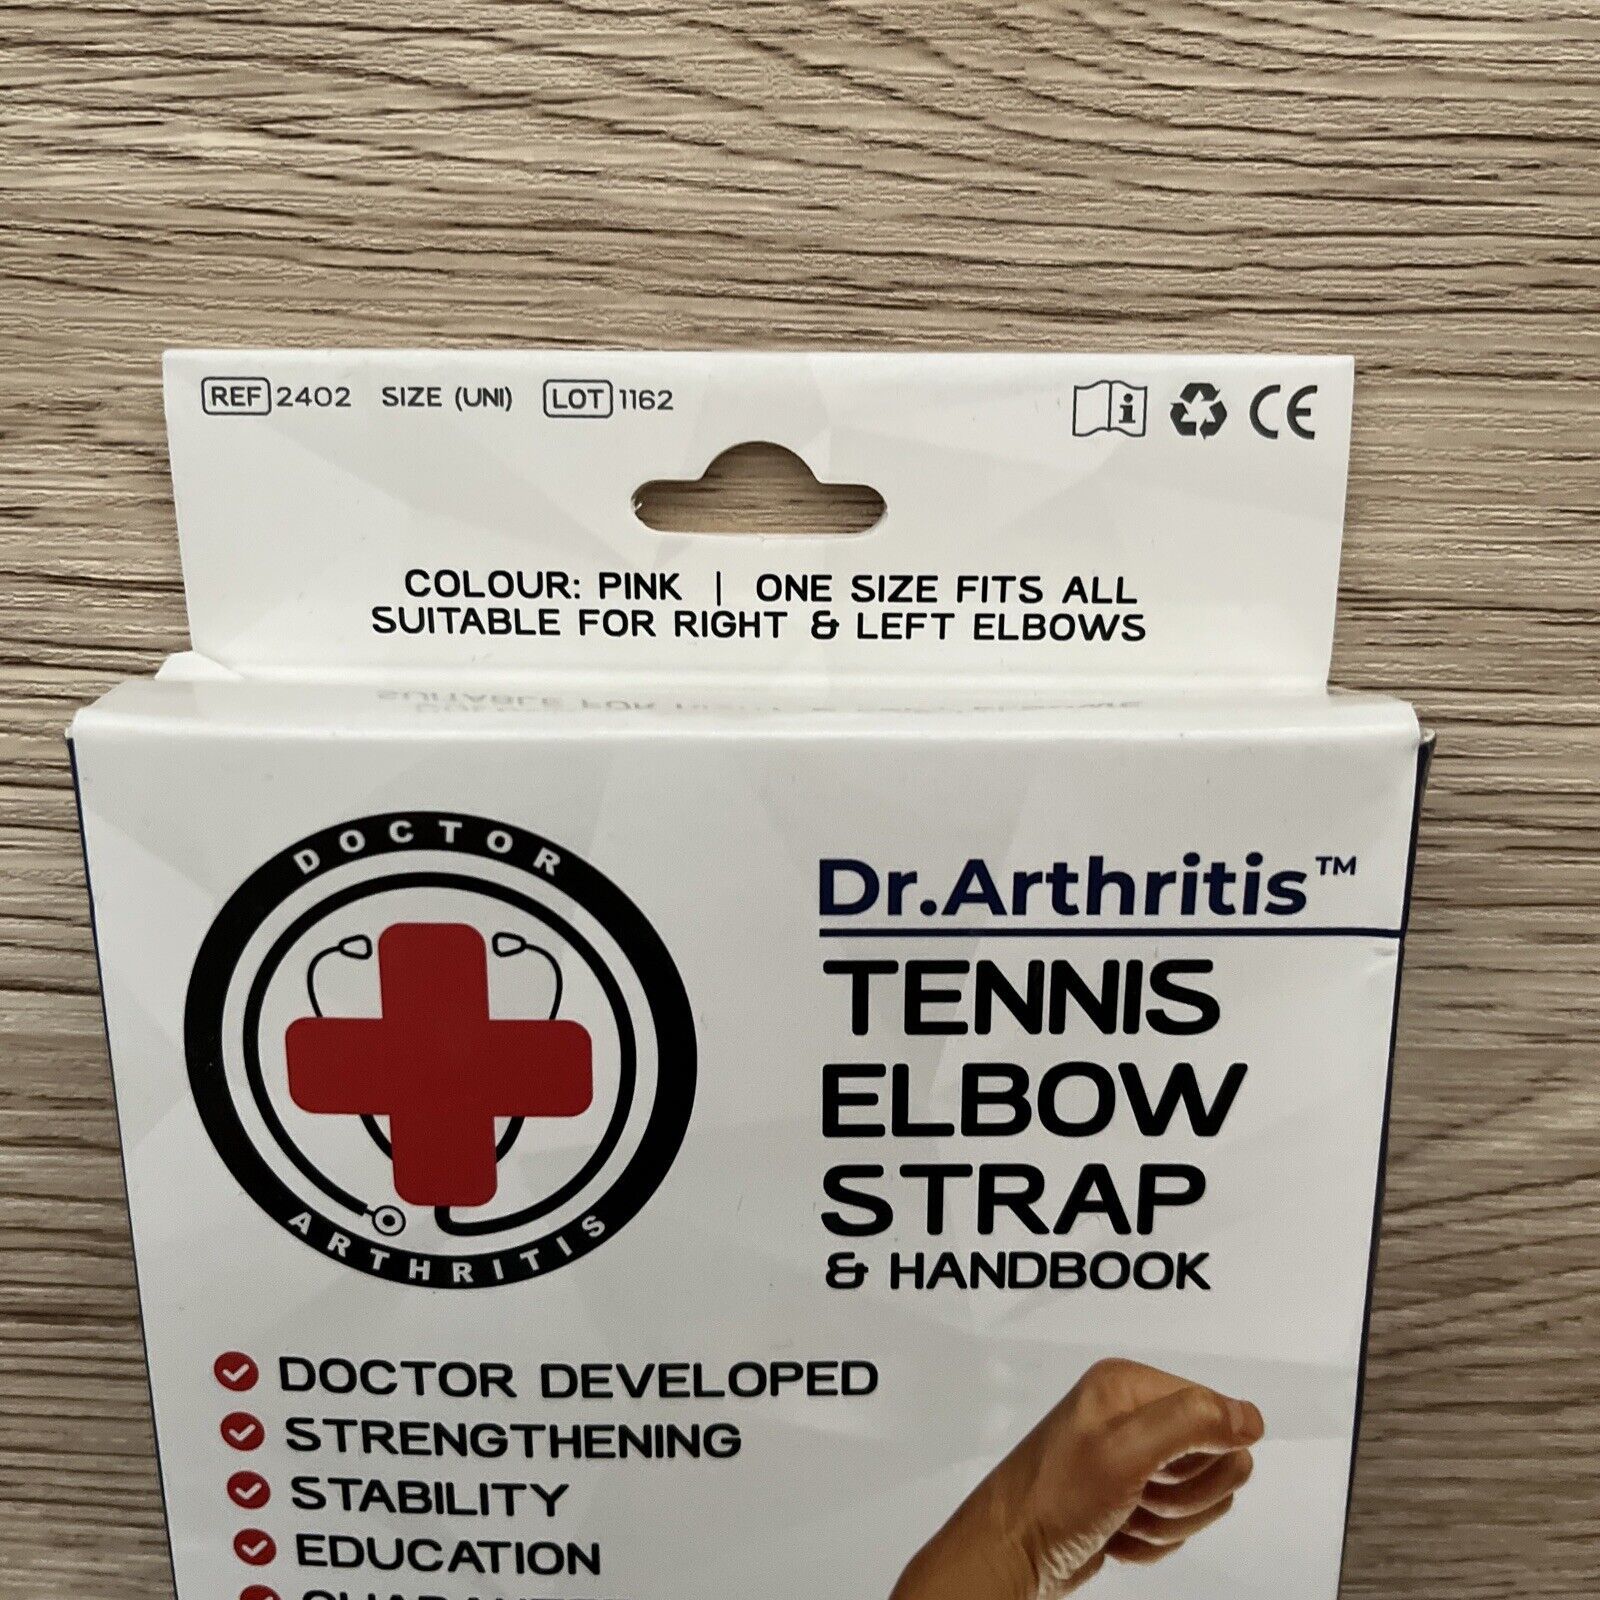 REF 2402 SIZE (UNI) LOT 1162
CE
COLOUR: PINK | ONE SIZE FITS ALL
SUITABLE FOR RIGHT & LEFT ELBOWS
DOCTOR
ARTHRITIS
Dr.Arthritis™
TENNIS
ELBOW
STRAP
& HANDBOOK
DOCTOR DEVELOPED
STRENGTHENING
STABILITY
EDUCATION